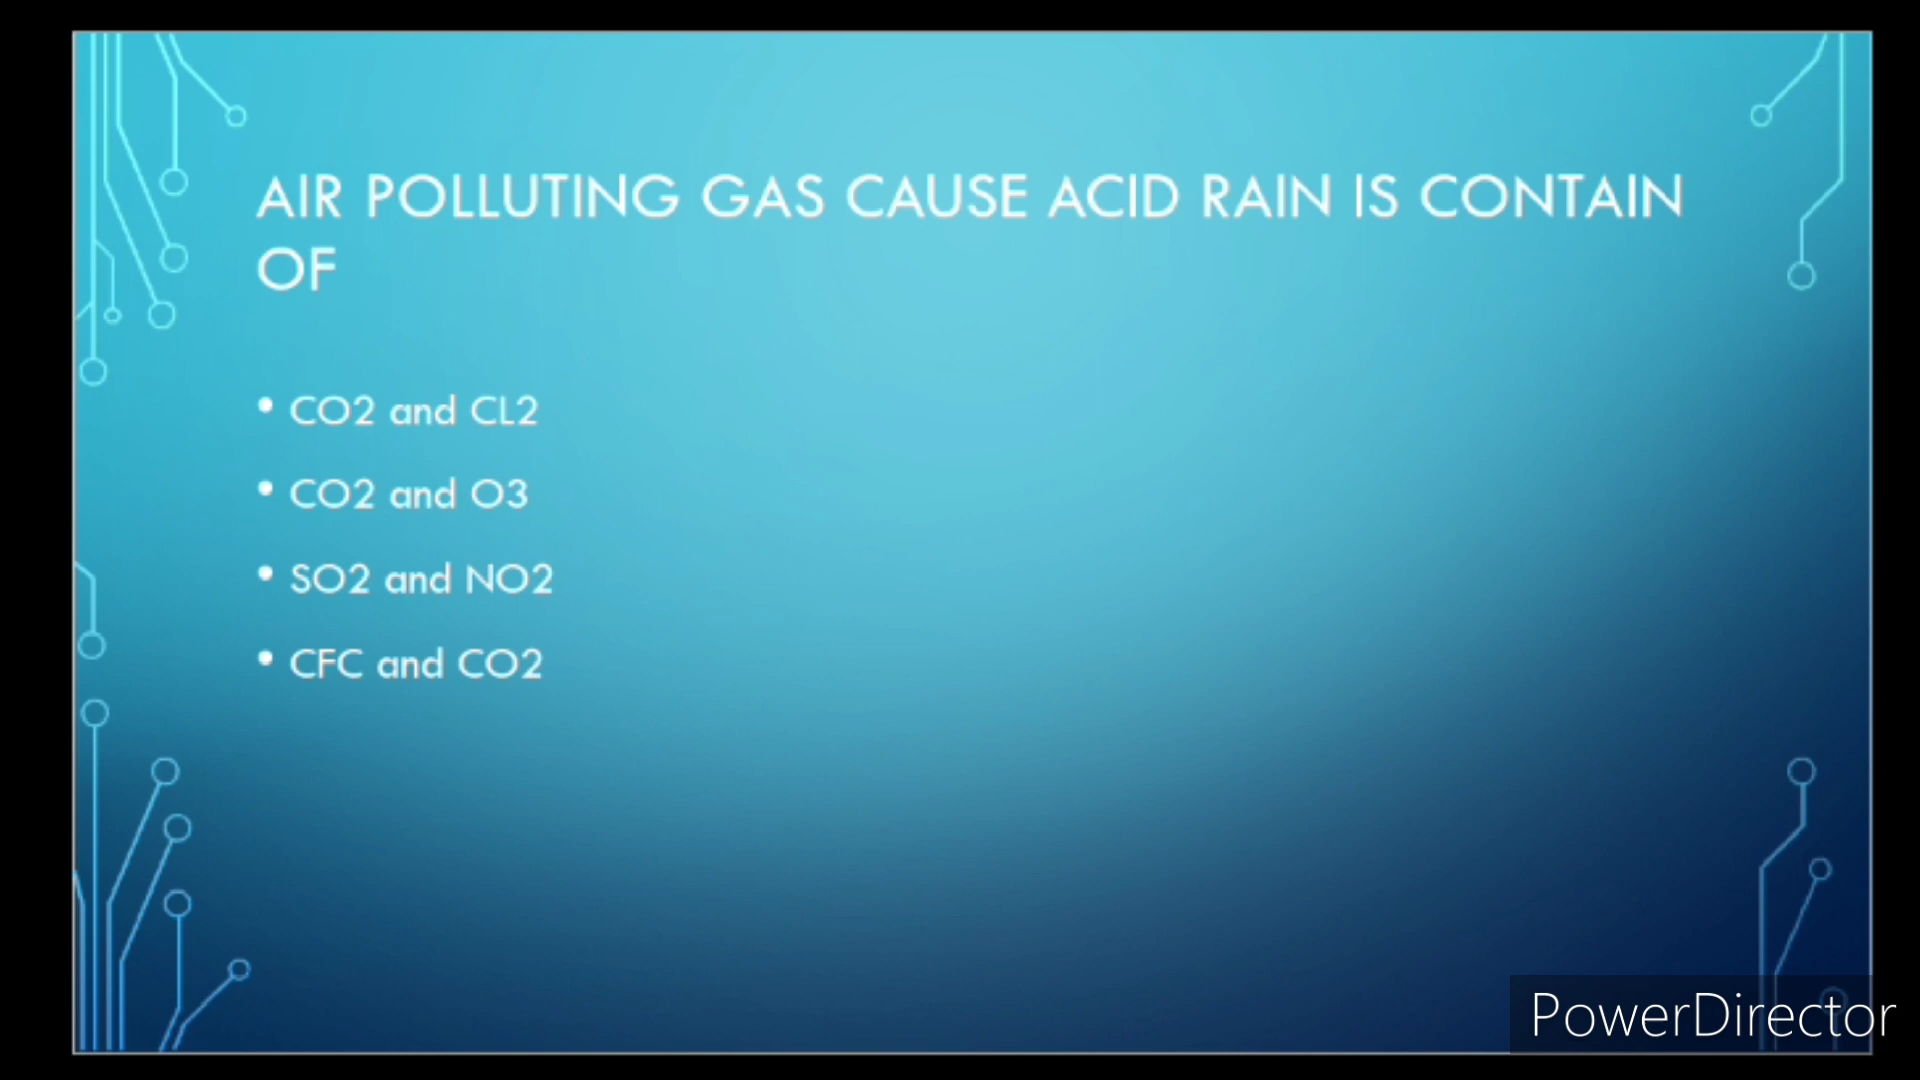 AIR POLLUTING GAS CAUSE ACID RAIN IS CONTAIN
OF
• CO2 and CL2
• CO2 and O3
• SO2 and NO2
• CFC and CO2
PowerDirector